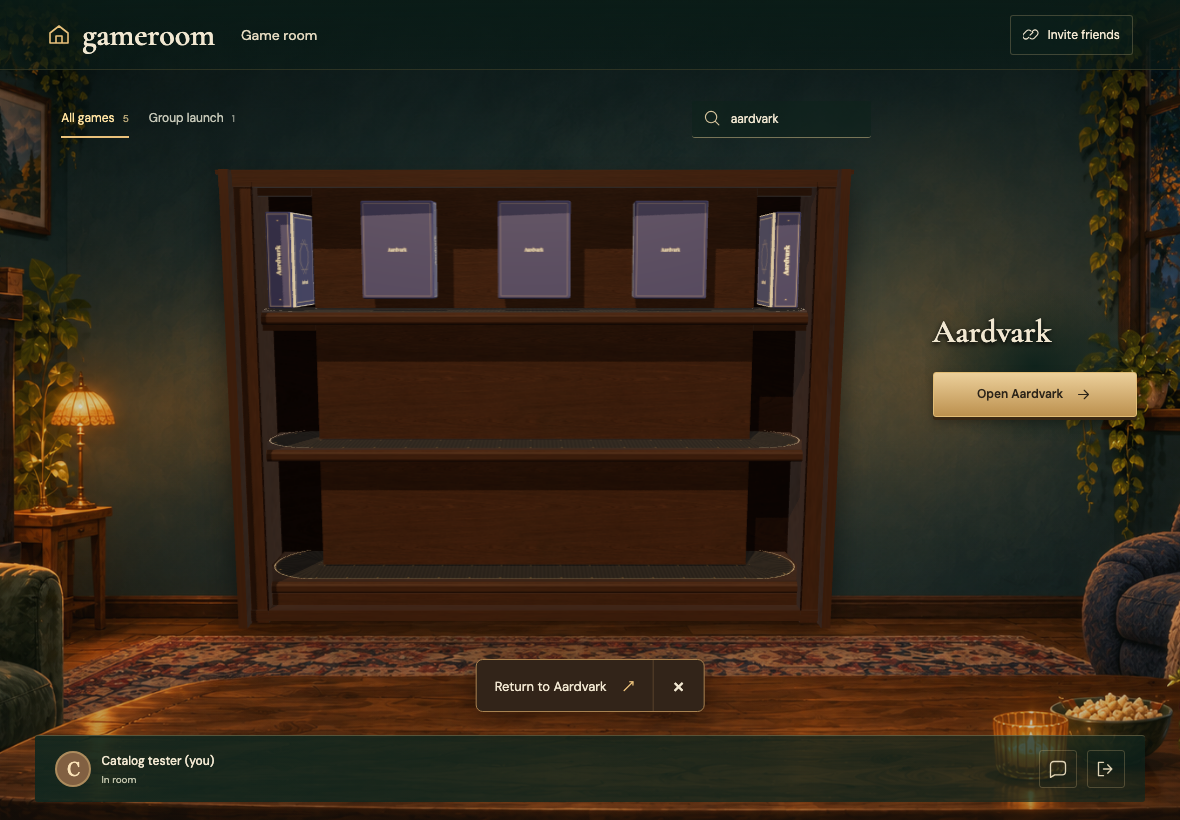 gameroom
Game room
Invite friends
All games 5
Group launch 1
aardvark
Aardvark
Aardvark
Aardvark
Aardvark
Aardvark
Aardvark
Open Aardvark
Return to Aardvark
C
Catalog tester (you)
In room